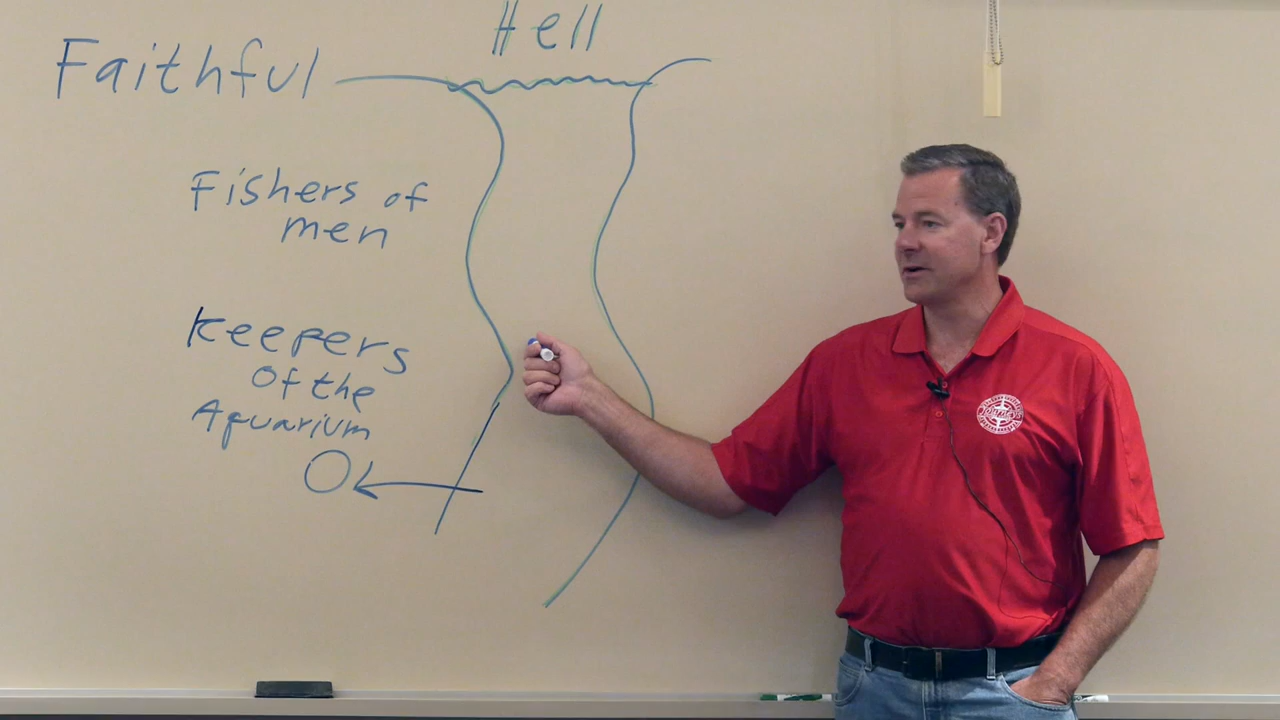 Hell
Faithful
Fishers of
men
Keepers
Of the
Aquarium